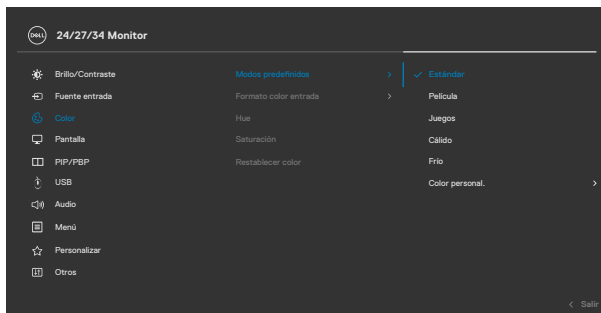 DELL
24/27/34 Monitor
Brillo/Contraste
Modos predefinidos
Estándar
Fuente entrada
Formato color entrada
Película
Color
Hue
Juegos
Pantalla
Saturación
Cálido
PIP/PBP
Restablecer color
Frío
USB
Color personal.
Audio
Menú
Personalizar
Otros
Salir